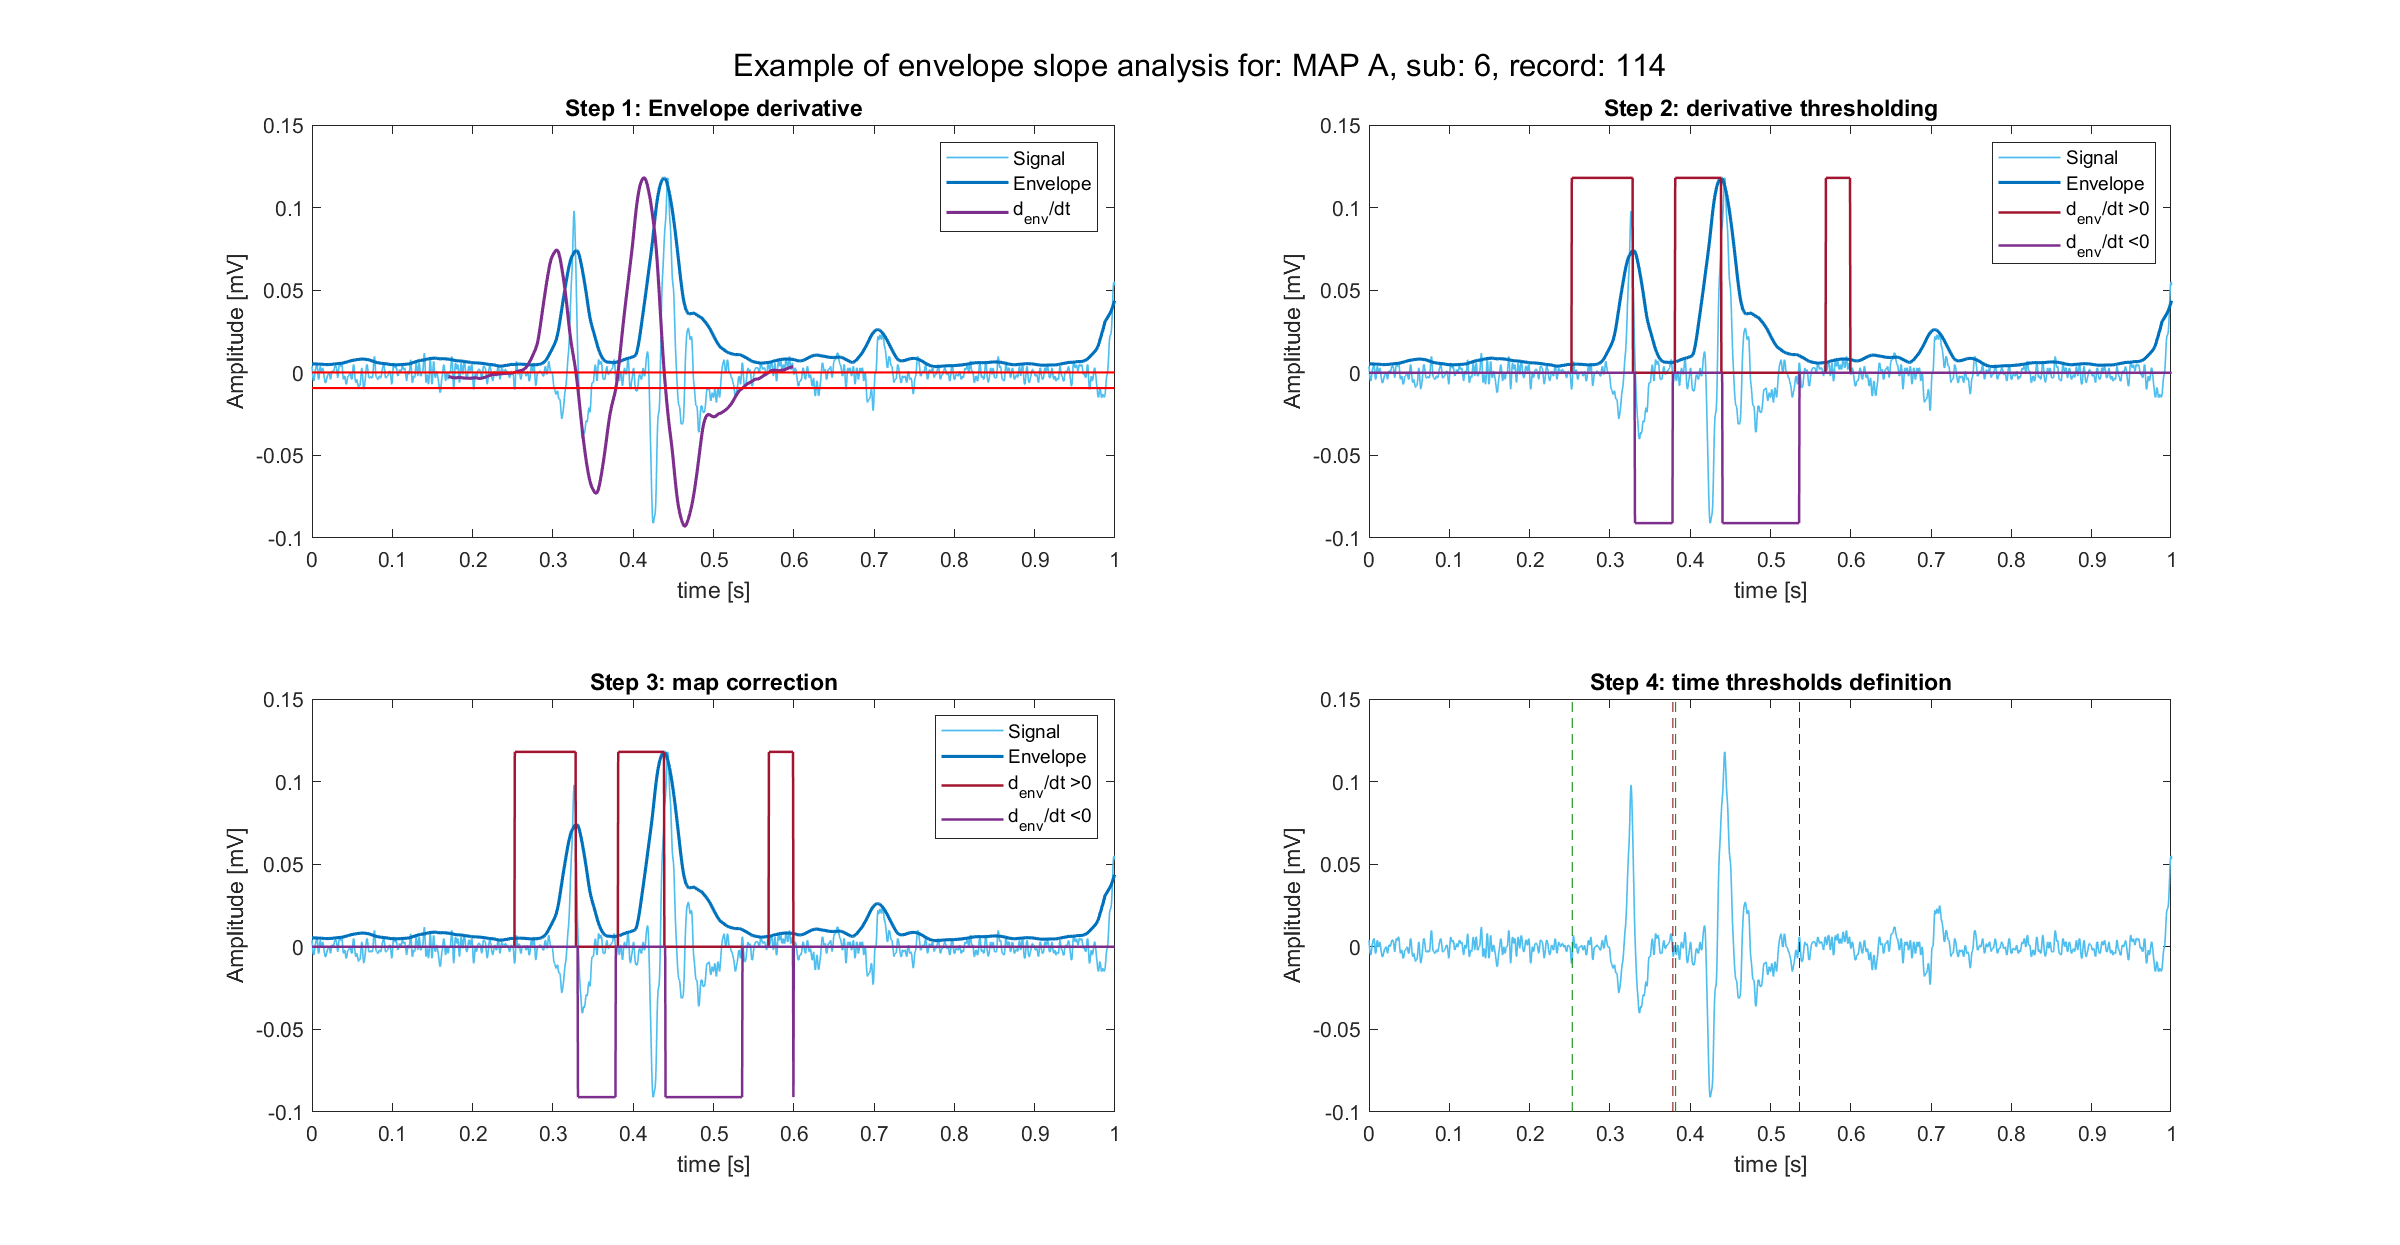 Example of envelope slope analysis for: MAP A, sub: 6, record: 114
Step 1: Envelope derivative
0.15
0.1
0.05
0
-0.05
-0.1
Amplitude [mV]
0 0.1 0.2 0.3 0.4 0.5 0.6 0.7 0.8 0.9 1
time [s]
Signal
Envelope
d_env/dt
Step 2: derivative thresholding
0.15
0.1
0.05
0
-0.05
-0.1
Amplitude [mV]
0 0.1 0.2 0.3 0.4 0.5 0.6 0.7 0.8 0.9 1
time [s]
Signal
Envelope
d_env/dt >0
d_env/dt <0
Step 3: map correction
0.15
0.1
0.05
0
-0.05
-0.1
Amplitude [mV]
0 0.1 0.2 0.3 0.4 0.5 0.6 0.7 0.8 0.9 1
time [s]
Signal
Envelope
d_env/dt >0
d_env/dt <0
Step 4: time thresholds definition
0.15
0.1
0.05
0
-0.05
-0.1
Amplitude [mV]
0 0.1 0.2 0.3 0.4 0.5 0.6 0.7 0.8 0.9 1
time [s]